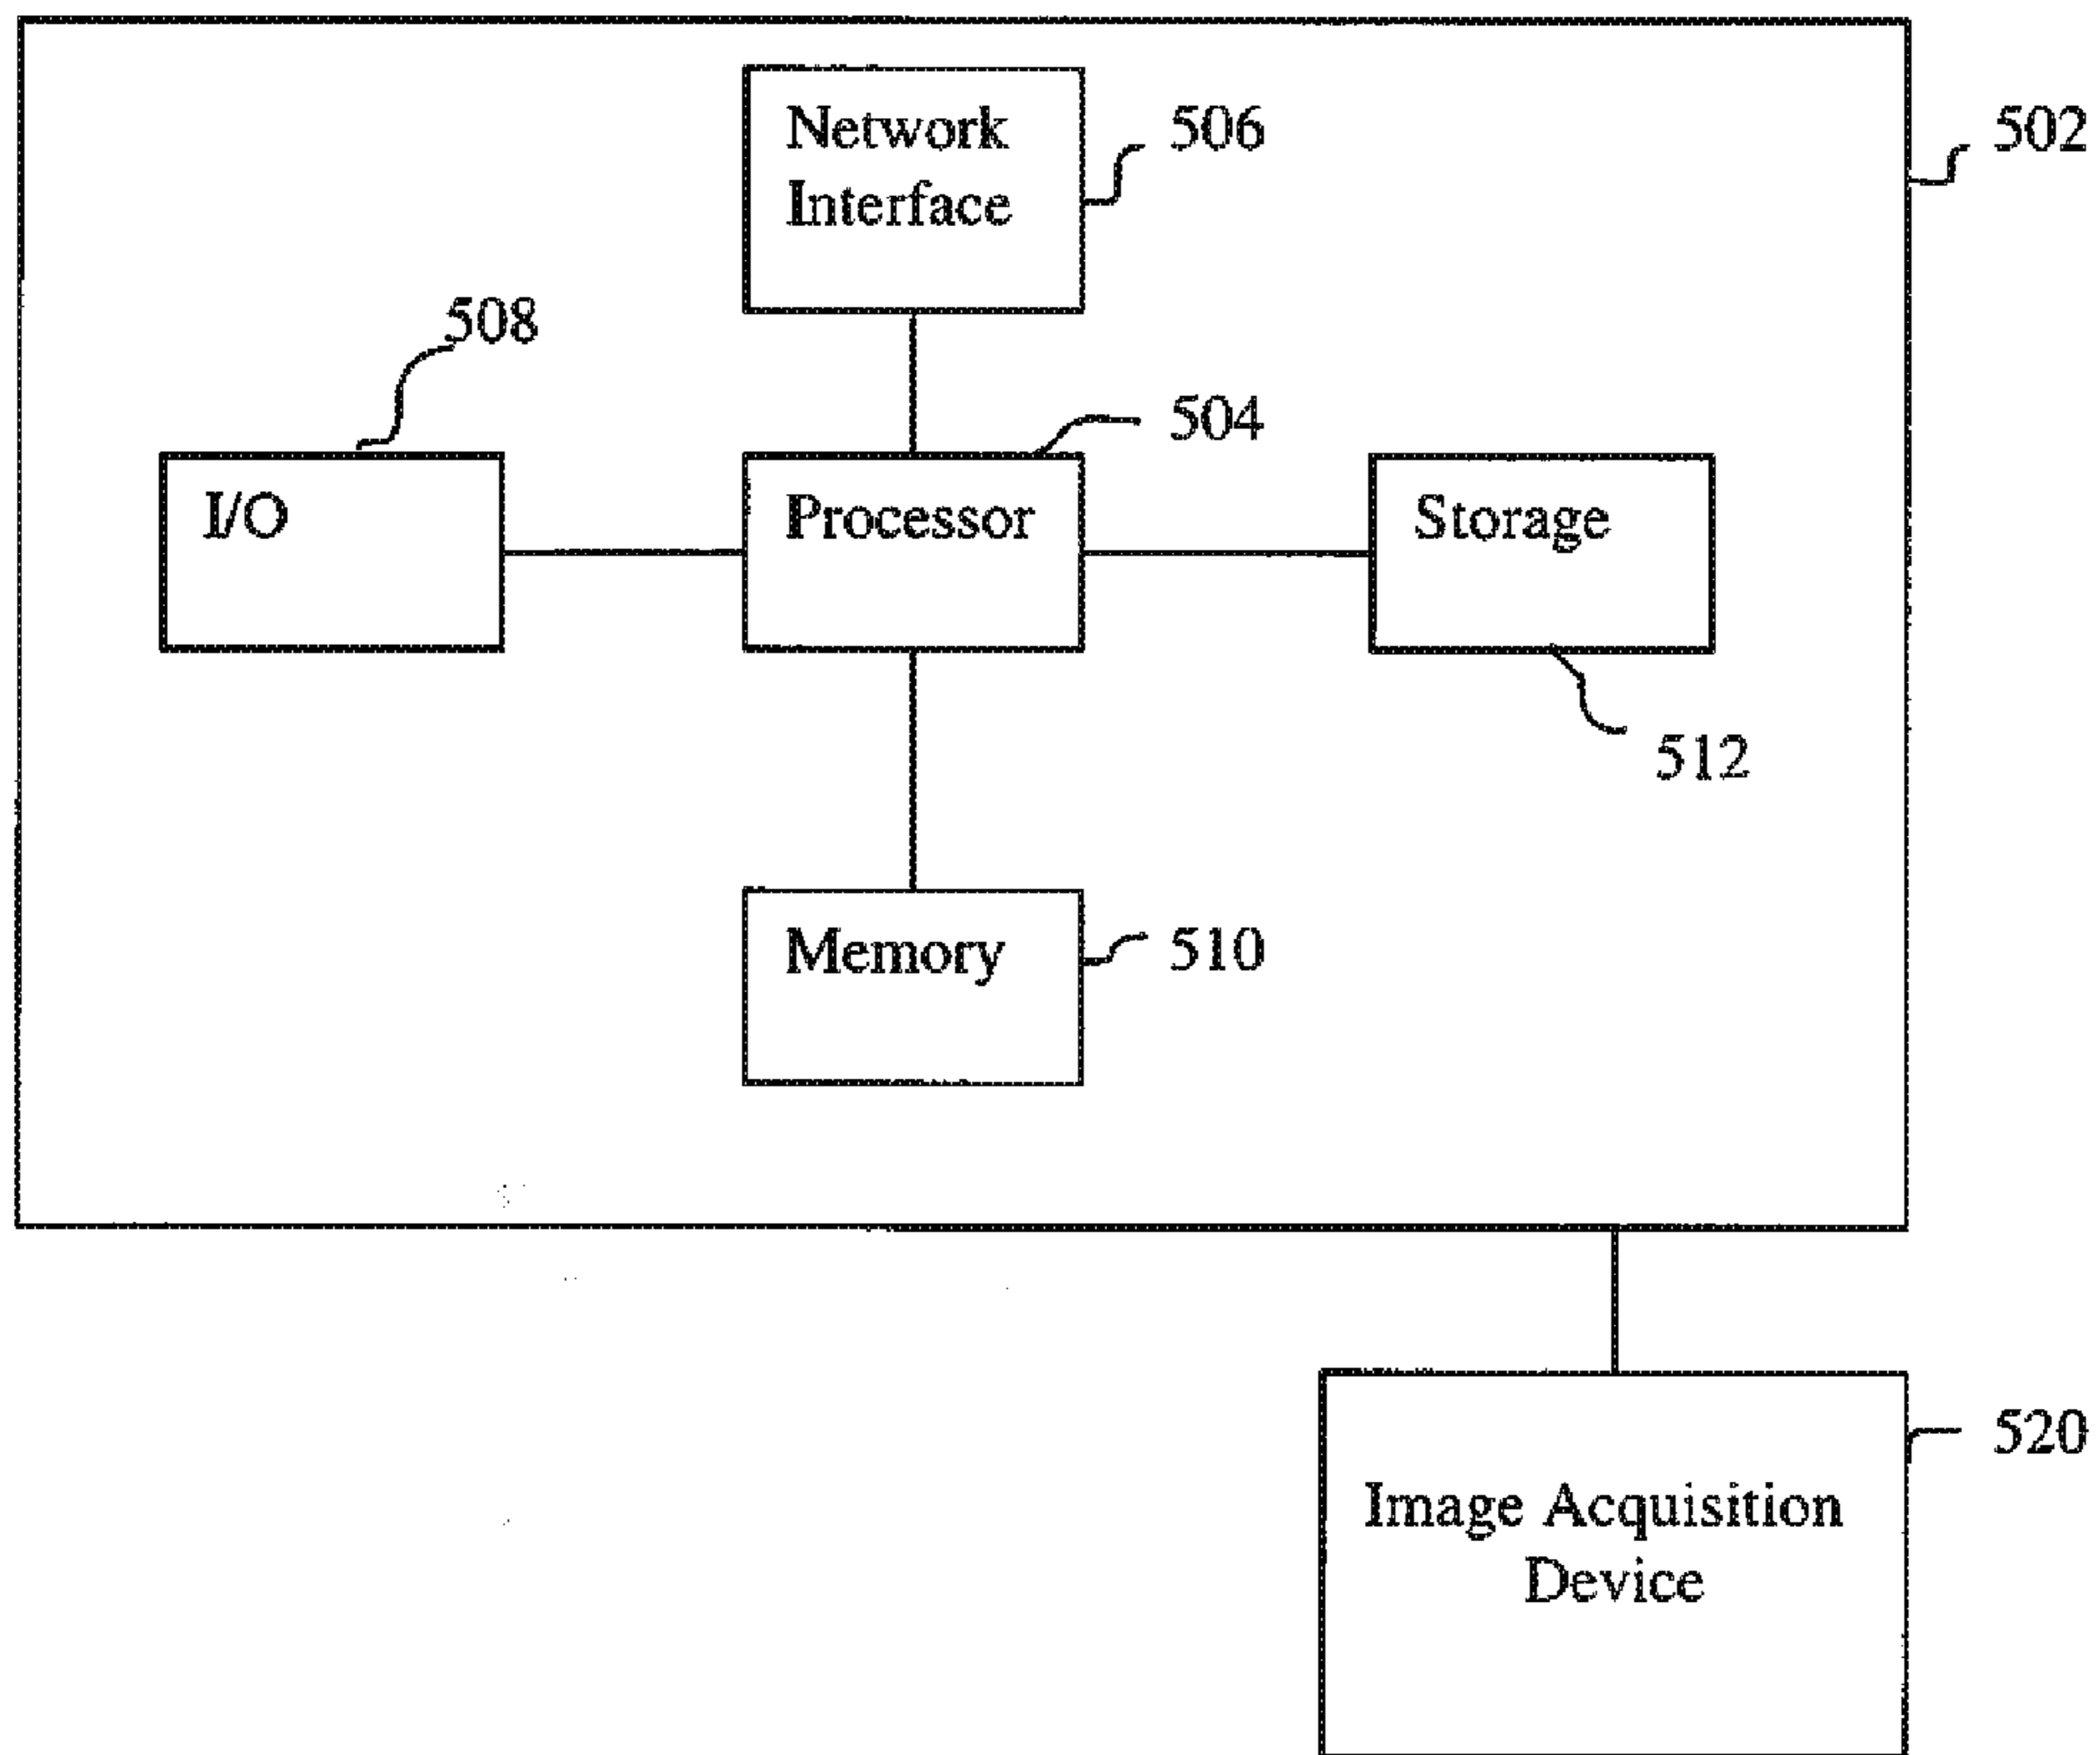 Network
Interface
506
502
508
504
I/O
Processor
Storage
512
Memory
510
520
Image Acquisition
Device